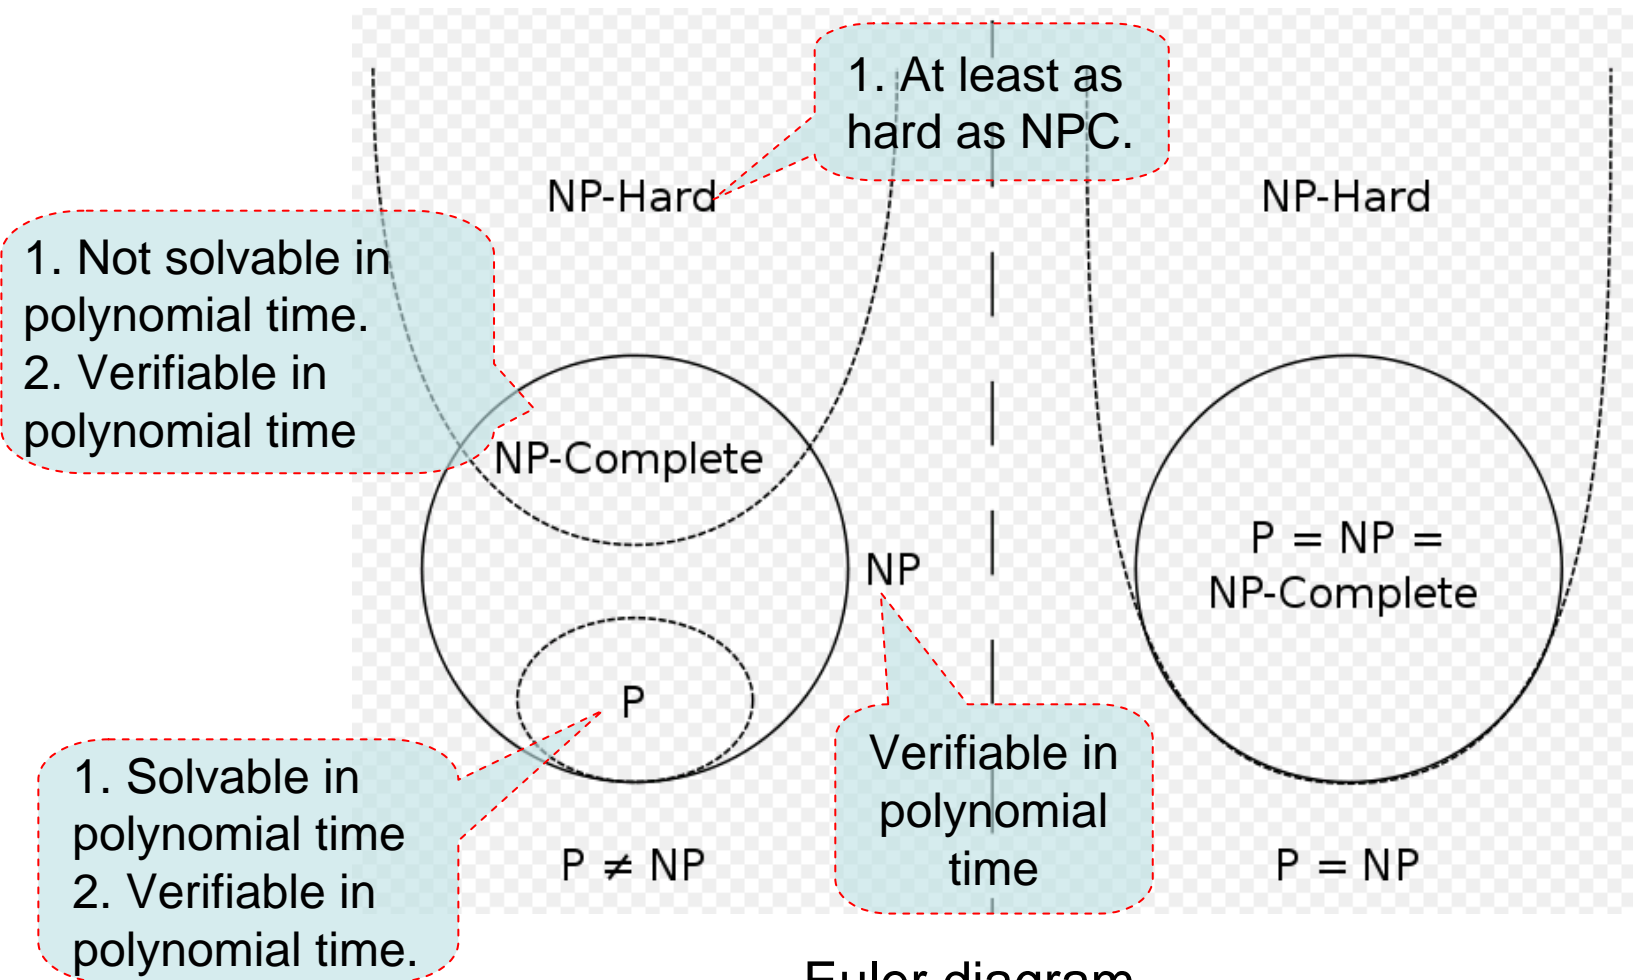 1. At least as
hard as NPC.
NP-Hard
NP-Hard
1. Not solvable in
polynomial time.
2. Verifiable in
polynomial time
NP-Complete
NP
P = NP =
NP-Complete
P
1. Solvable in
polynomial time
2. Verifiable in
polynomial time.
Verifiable in
polynomial
time
P ≠ NP
P = NP
Euler diagram